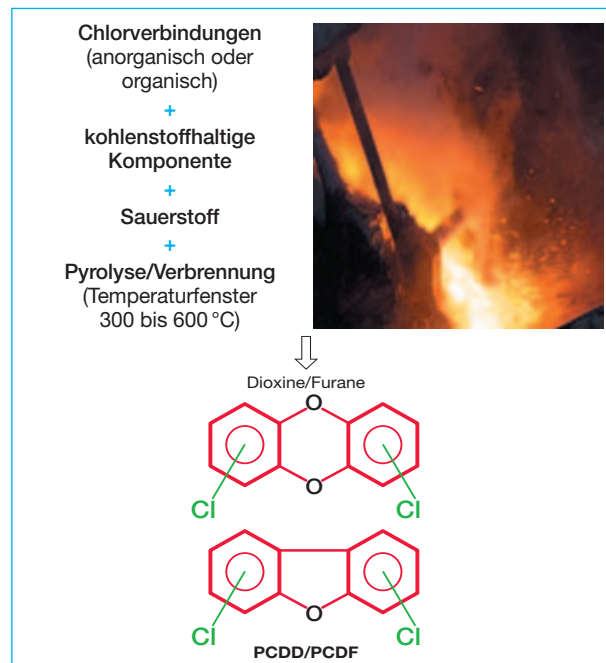 Chlorverbindungen
(anorganisch oder
organisch)
+
kohlenstoffhaltige
Komponente
+
Sauerstoff
+
Pyrolyse/Verbrennung
(Temperaturfenster
300 bis 600 °C)
Dioxine/Furane
O
O
Cl Cl
O
Cl Cl
PCDD/PCDF